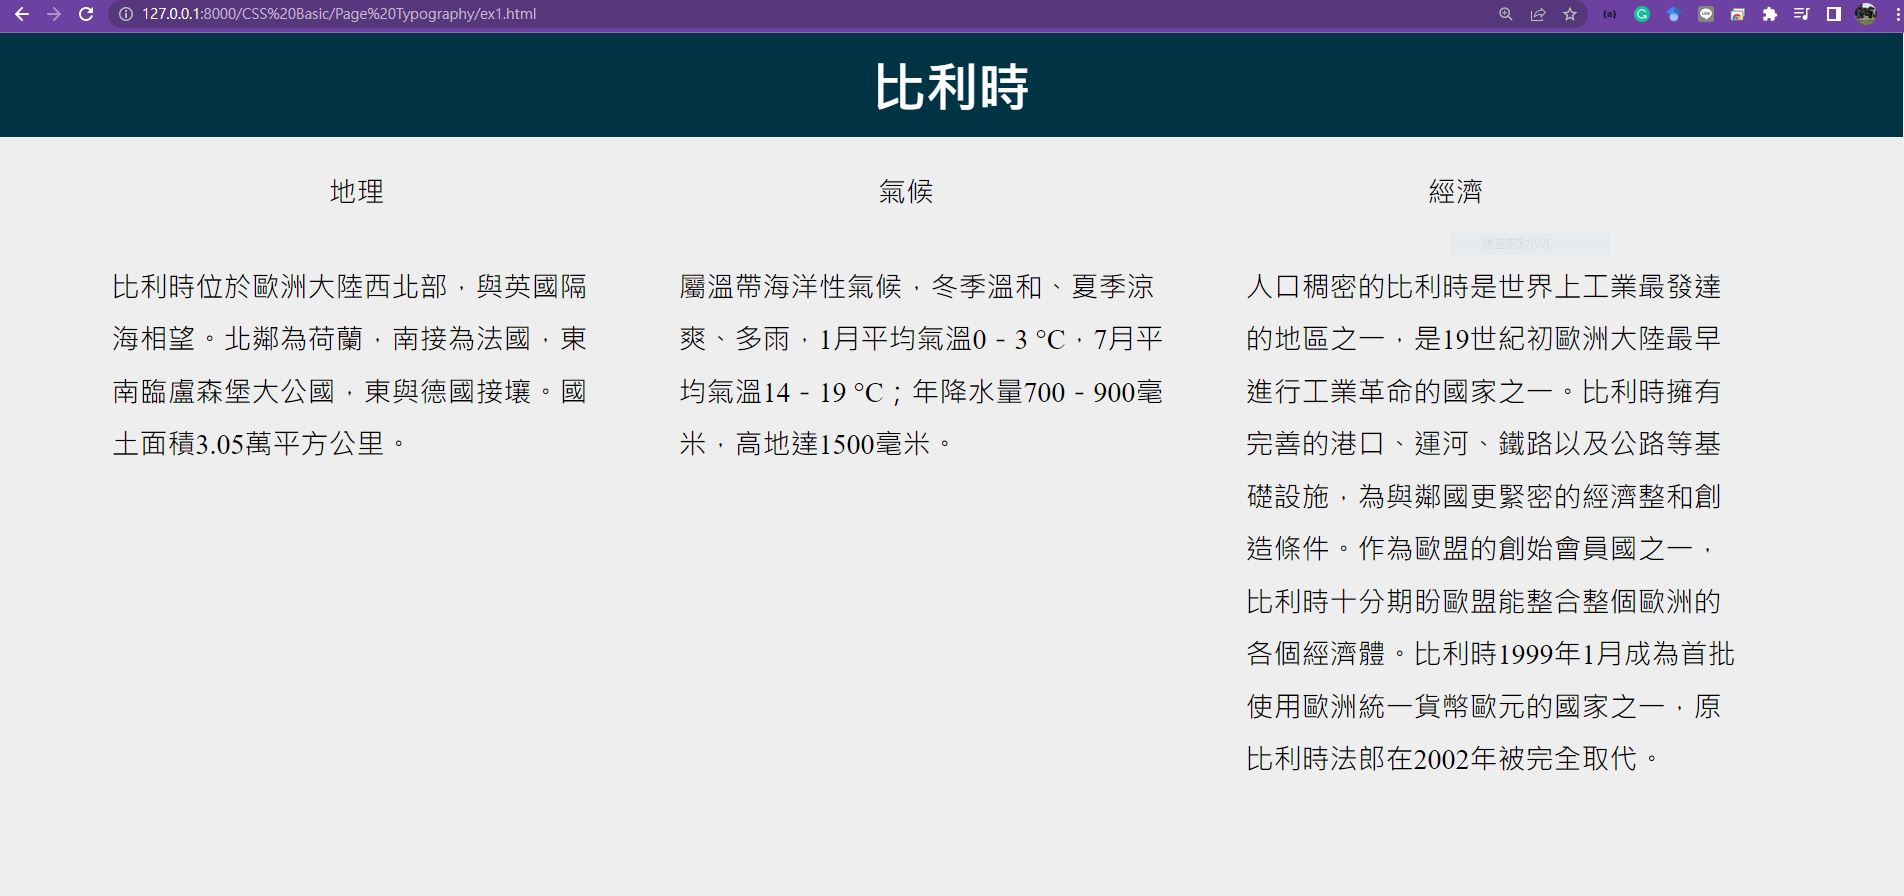 127.0.0.1:8000/CSS%20Basic/Page%20Typography/ex1.html
比利時
地理
比利時位於歐洲大陸西北部，與英國隔
海相望。北鄰為荷蘭，南接為法國，東
南臨盧森堡大公國，東與德國接壤。國
土面積3.05萬平方公里。
氣候
屬溫帶海洋性氣候，冬季溫和、夏季涼
爽、多雨，1月平均氣溫0 - 3 °C，7月平
均氣溫14 - 19 °C；年降水量700 - 900毫
米，高地達1500毫米。
經濟
人口稠密的比利時是世界上工業最發達
的地區之一，是19世紀初歐洲大陸最早
進行工業革命的國家之一。比利時擁有
完善的港口、運河、鐵路以及公路等基
礎設施，為與鄰國更緊密的經濟整和創
造條件。作為歐盟的創始會員國之一，
比利時十分期盼歐盟能整合整個歐洲的
各個經濟體。比利時1999年1月成為首批
使用歐洲統一貨幣歐元的國家之一，原
比利時法郎在2002年被完全取代。